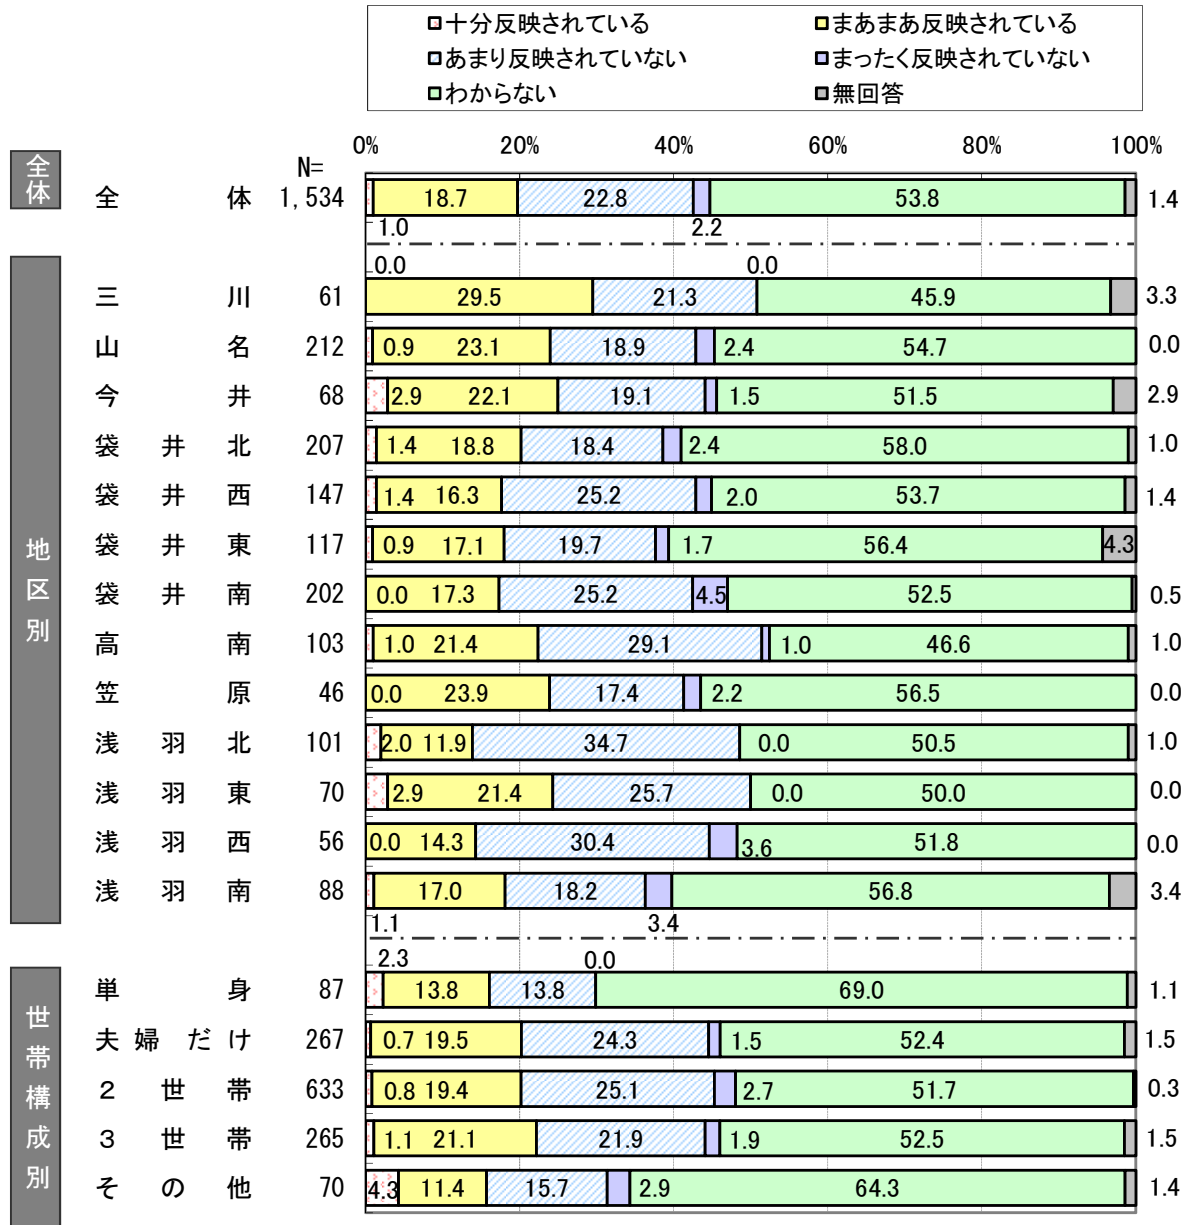 十分反映されている まあまあ反映されている
あまり反映されていない まったく反映されていない
わからない 無回答
0% 20% 40% 60% 80% 100%
N=
全体
全体 1,534 18.7 22.8 53.8 1.4
1.0 2.2
0.0 0.0
地区別
三川 61 29.5 21.3 45.9 3.3
山名 212 0.9 23.1 18.9 2.4 54.7 0.0
今井 68 2.9 22.1 19.1 1.5 51.5 2.9
袋井北 207 1.4 18.8 18.4 2.4 58.0 1.0
袋井西 147 1.4 16.3 25.2 2.0 53.7 1.4
袋井東 117 0.9 17.1 19.7 1.7 56.4 4.3
袋井南 202 0.0 17.3 25.2 4.5 52.5 0.5
高南 103 1.0 21.4 29.1 1.0 46.6 1.0
笠原 46 0.0 23.9 17.4 2.2 56.5 0.0
浅羽北 101 2.0 11.9 34.7 0.0 50.5 1.0
浅羽東 70 2.9 21.4 25.7 0.0 50.0 0.0
浅羽西 56 0.0 14.3 30.4 3.6 51.8 0.0
浅羽南 88 17.0 18.2 56.8 3.4
1.1 3.4
2.3 0.0
世帯構成別
単身 87 13.8 13.8 69.0 1.1
夫婦だけ 267 0.7 19.5 24.3 1.5 52.4 1.5
２世帯 633 0.8 19.4 25.1 2.7 51.7 0.3
３世帯 265 1.1 21.1 21.9 1.9 52.5 1.5
その他 70 4.3 11.4 15.7 2.9 64.3 1.4